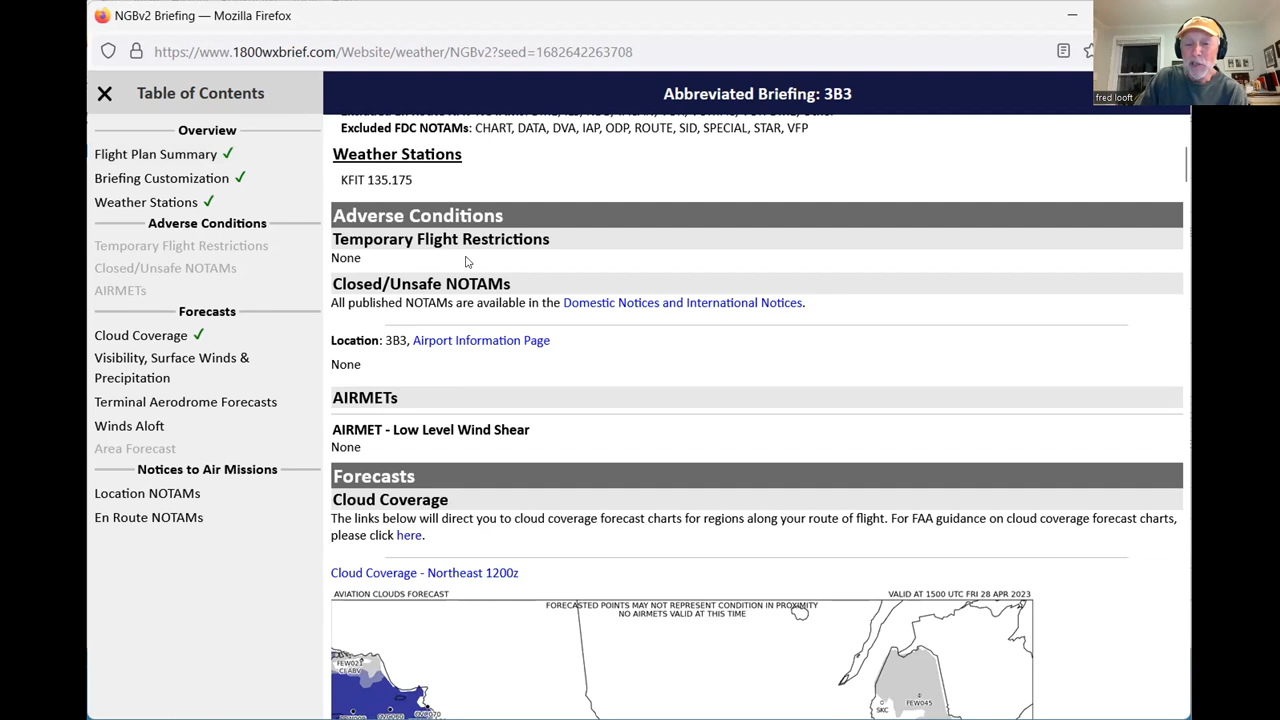 NGBv2 Briefing — Mozilla Firefox
https://www.1800wxbrief.com/Website/weather/NGBv2?seed=1682642263708
fred looft
Table of Contents
Overview
Flight Plan Summary
Briefing Customization
Weather Stations
Adverse Conditions
Temporary Flight Restrictions
Closed/Unsafe NOTAMs
AIRMETs
Forecasts
Cloud Coverage
Visibility, Surface Winds &
Precipitation
Terminal Aerodrome Forecasts
Winds Aloft
Area Forecast
Notices to Air Missions
Location NOTAMs
En Route NOTAMs
Abbreviated Briefing: 3B3
Excluded FDC NOTAMs: CHART, DATA, DVA, IAP, ODP, ROUTE, SID, SPECIAL, STAR, VFP
Weather Stations
KFIT 135.175
Adverse Conditions
Temporary Flight Restrictions
None
Closed/Unsafe NOTAMs
All published NOTAMs are available in the Domestic Notices and International Notices.
Location: 3B3, Airport Information Page
None
AIRMETs
AIRMET - Low Level Wind Shear
None
Forecasts
Cloud Coverage
The links below will direct you to cloud coverage forecast charts for regions along your route of flight. For FAA guidance on cloud coverage forecast charts,
please click here.
Cloud Coverage - Northeast 1200z
AVIATION CLOUDS FORECAST
VALID AT 1500 UTC FRI 28 APR 2023
FORECASTED POINTS MAY NOT REPRESENT CONDITION IN PROXIMITY
NO AIRMETS VALID AT THIS TIME
SKC
FEW045